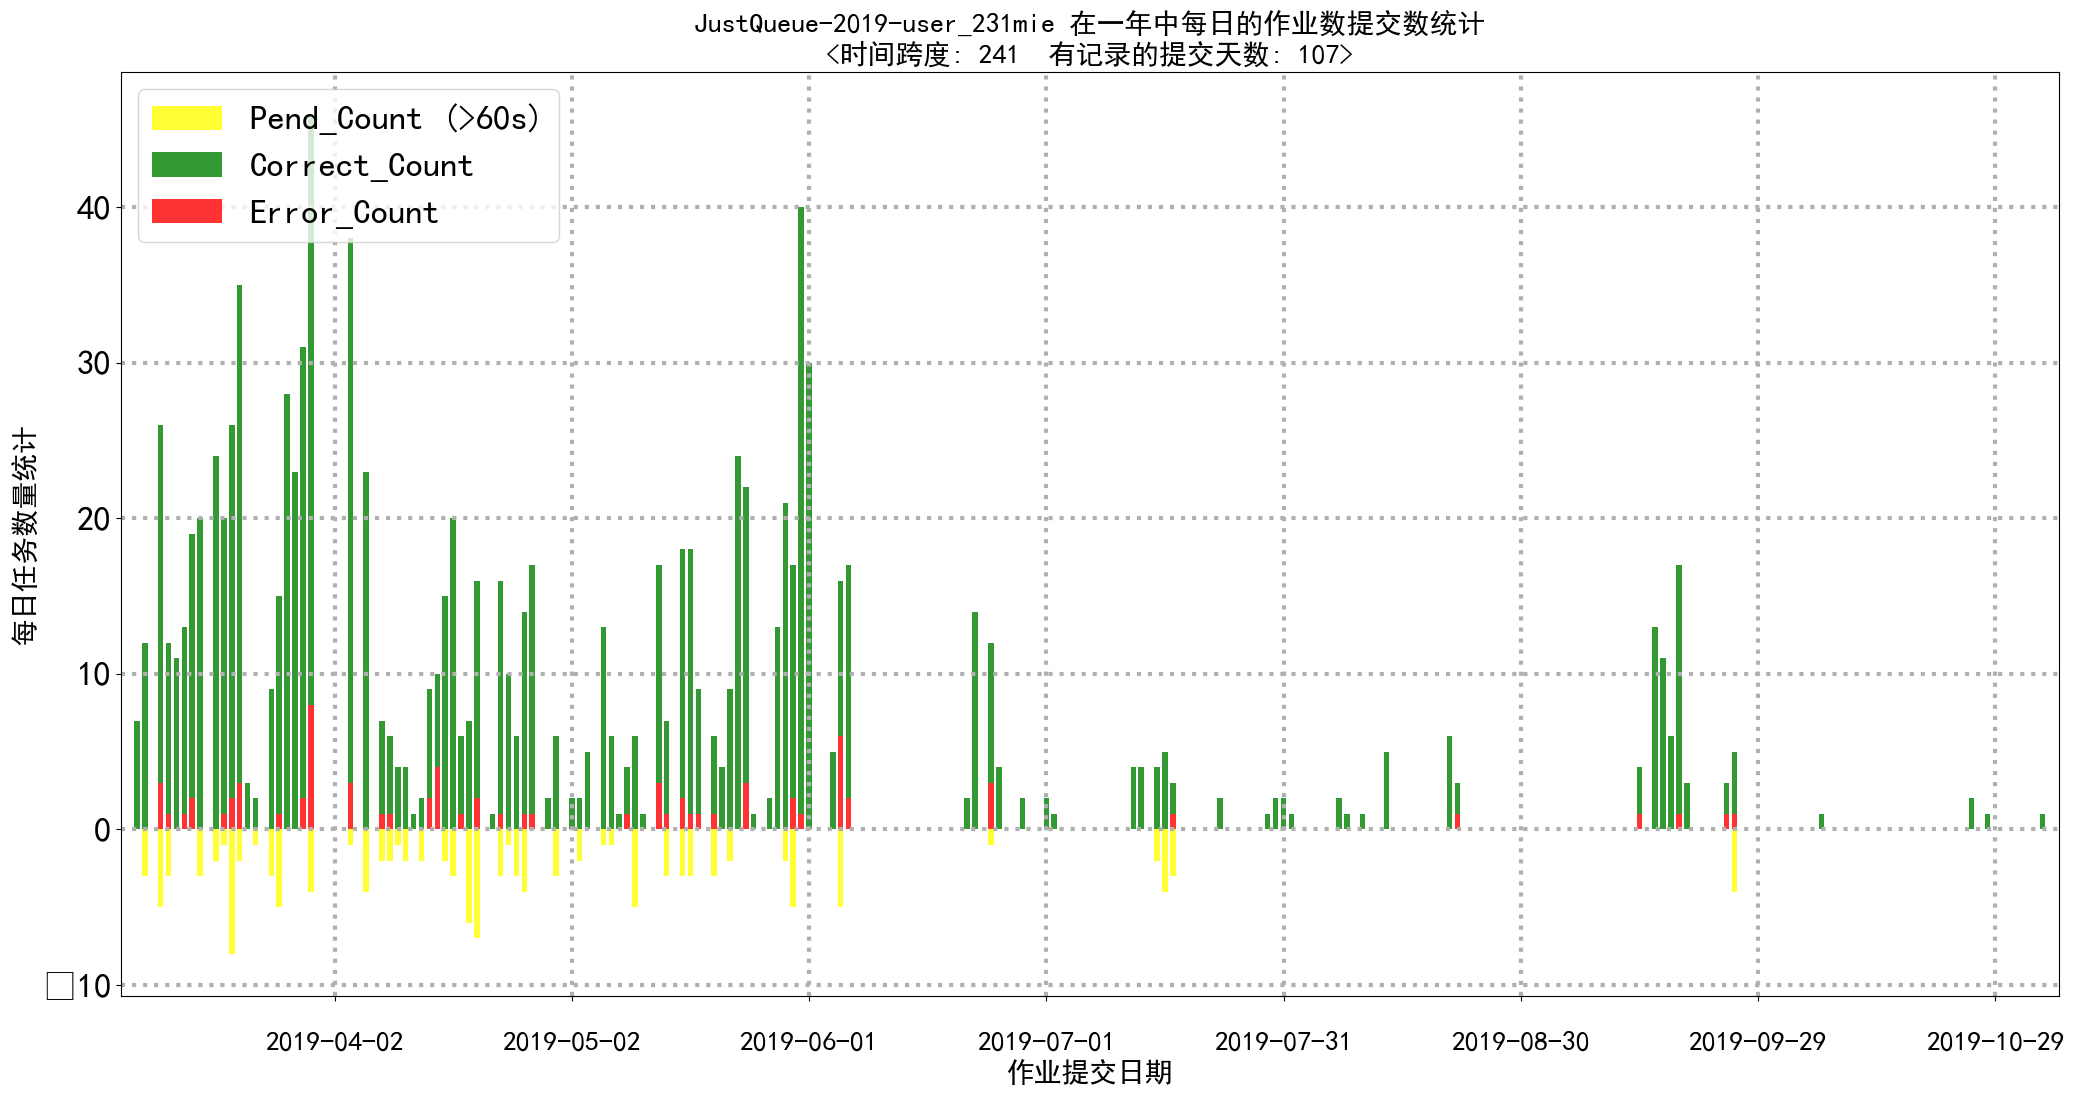 JustQueue-2019-user_231mie 在一年中每日的作业数提交数统计
<时间跨度: 241  有记录的提交天数: 107>
Pend_Count (>60s)
Correct_Count
Error_Count
每日任务数量统计
40
30
20
10
0
□10
2019-04-02 2019-05-02 2019-06-01 2019-07-01 2019-07-31 2019-08-30 2019-09-29 2019-10-29
作业提交日期